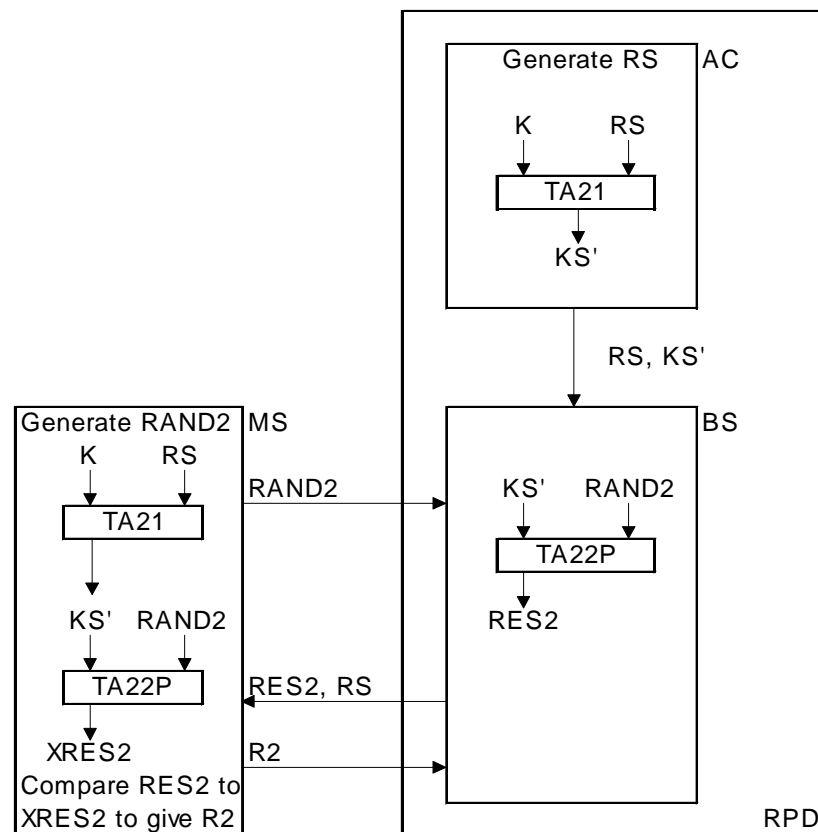 Generate RS
AC
K
RS
TA21
KS'
RS, KS'
Generate RAND2
MS
K
RS
TA21
KS'
RAND2
TA22P
XRES2
Compare RES2 to
XRES2 to give R2
RAND2
RES2, RS
R2
BS
KS'
RAND2
TA22P
RES2
RPD